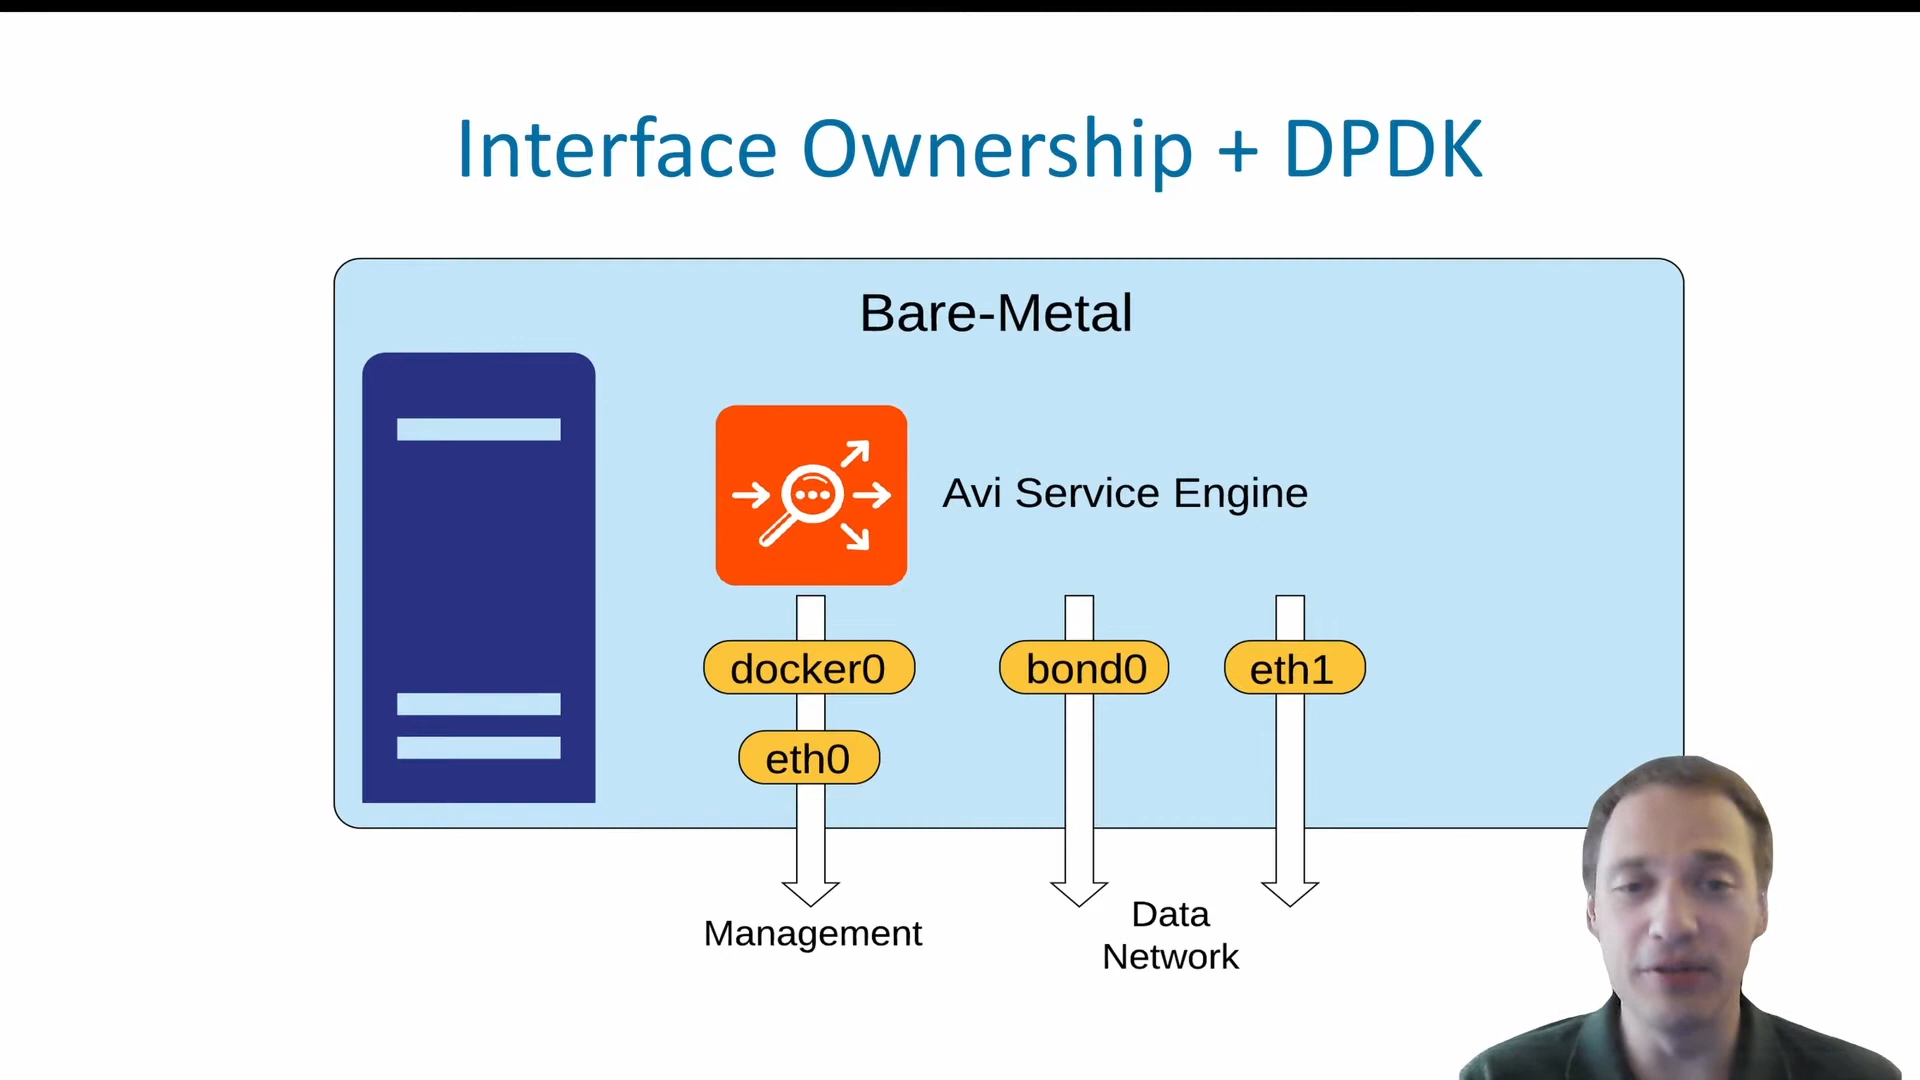 Interface Ownership + DPDK
Bare-Metal
Avi Service Engine
docker0
bond0
eth1
eth0
Management
Data
Network